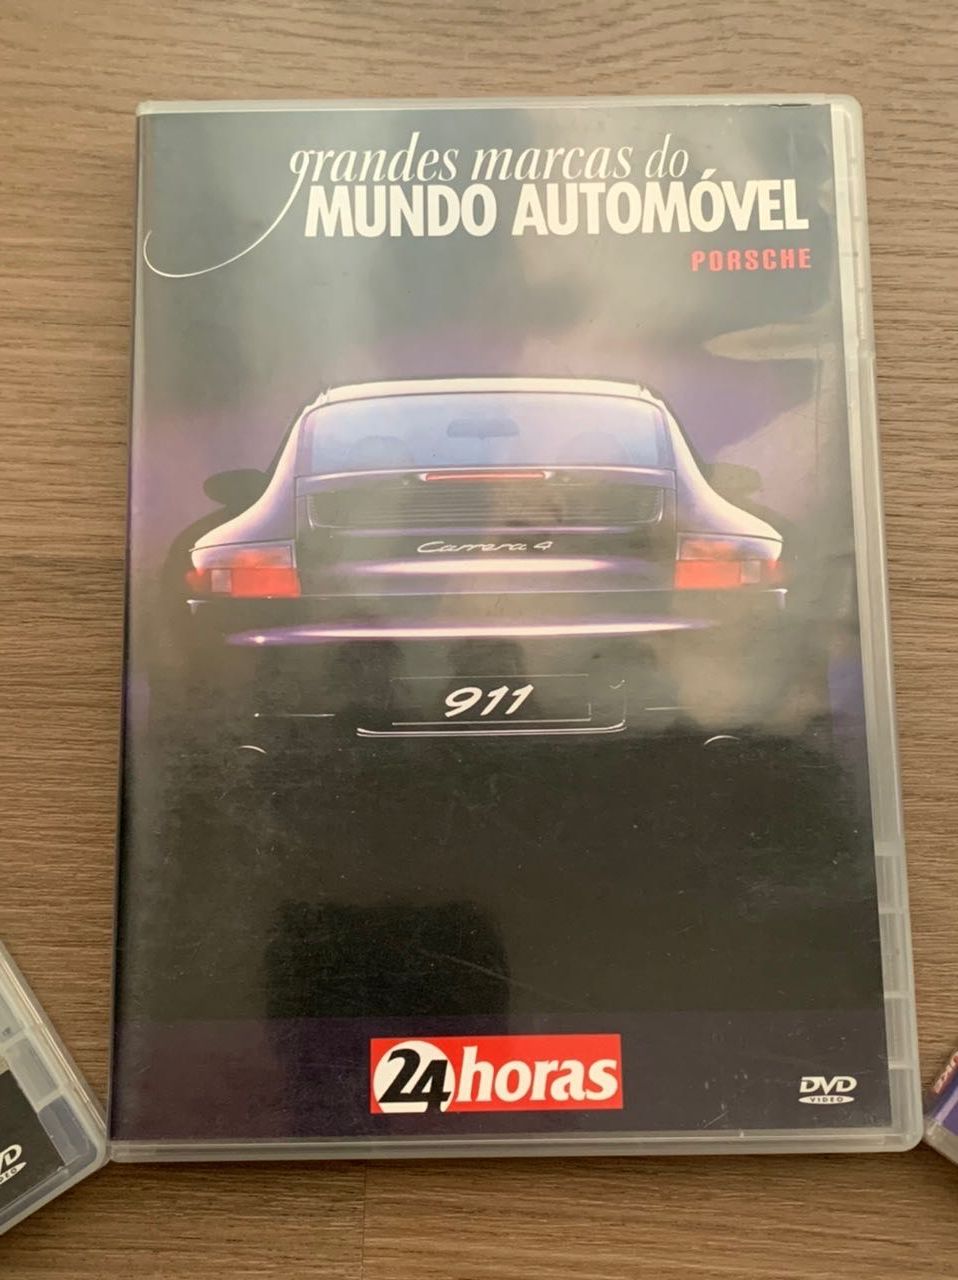 grandes marcas do
MUNDO AUTOMÓVEL
PORSCHE
Carrera 4
911
24horas
DVD
VIDEO